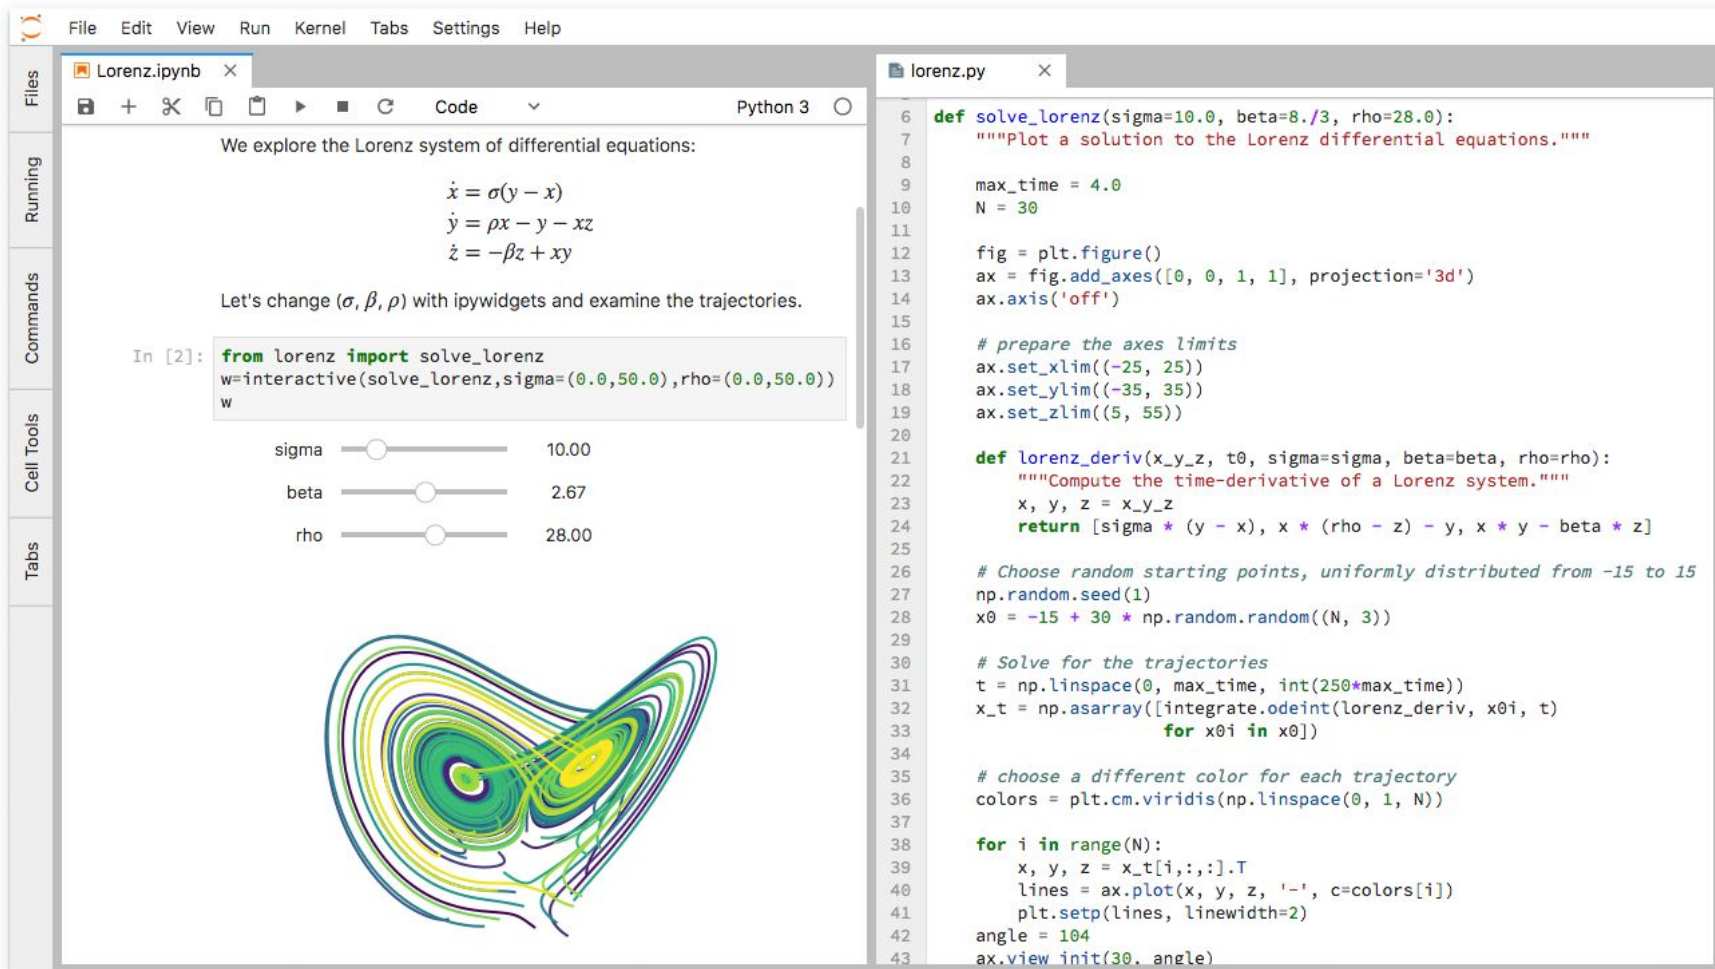 File Edit View Run Kernel Tabs Settings Help
Files
Running
Commands
Cell Tools
Tabs
Lorenz.ipynb ×
Code Python 3
We explore the Lorenz system of differential equations:
ẋ = σ(y − x)
ẏ = ρx − y − xz
ż = −βz + xy
Let's change (σ, β, ρ) with ipywidgets and examine the trajectories.
In [2]: from lorenz import solve_lorenz
w=interactive(solve_lorenz,sigma=(0.0,50.0),rho=(0.0,50.0))
w
sigma 10.00
beta 2.67
rho 28.00
lorenz.py ×
6 def solve_lorenz(sigma=10.0, beta=8./3, rho=28.0):
7     """Plot a solution to the Lorenz differential equations."""
8
9     max_time = 4.0
10     N = 30
11
12     fig = plt.figure()
13     ax = fig.add_axes([0, 0, 1, 1], projection='3d')
14     ax.axis('off')
15
16     # prepare the axes limits
17     ax.set_xlim((-25, 25))
18     ax.set_ylim((-35, 35))
19     ax.set_zlim((5, 55))
20
21     def lorenz_deriv(x_y_z, t0, sigma=sigma, beta=beta, rho=rho):
22         """Compute the time-derivative of a Lorenz system."""
23         x, y, z = x_y_z
24         return [sigma * (y - x), x * (rho - z) - y, x * y - beta * z]
25
26     # Choose random starting points, uniformly distributed from -15 to 15
27     np.random.seed(1)
28     x0 = -15 + 30 * np.random.random((N, 3))
29
30     # Solve for the trajectories
31     t = np.linspace(0, max_time, int(250*max_time))
32     x_t = np.asarray([integrate.odeint(lorenz_deriv, x0i, t)
33                       for x0i in x0])
34
35     # choose a different color for each trajectory
36     colors = plt.cm.viridis(np.linspace(0, 1, N))
37
38     for i in range(N):
39         x, y, z = x_t[i,:,:].T
40         lines = ax.plot(x, y, z, '-', c=colors[i])
41         plt.setp(lines, linewidth=2)
42     angle = 104
43     ax.view_init(30, angle)